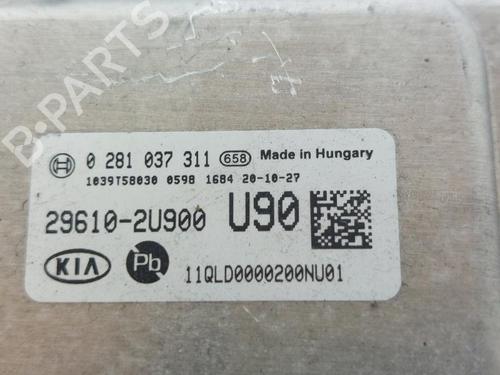 B-PARTS
0 281 037 311 658 Made in Hungary
1039T58030 0598 1684 20-10-27
29610-2U900 U90
KIA Pb 11QLD0000200NU01